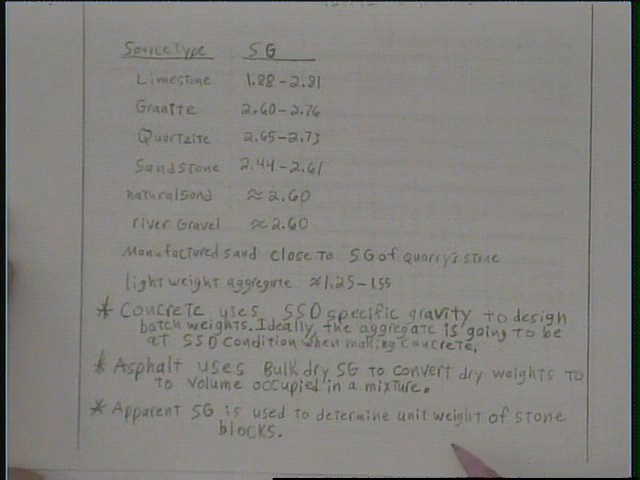 Source Type SG
Limestone 1.88-2.81
Granite 2.60-2.76
Quartzite 2.65-2.73
Sandstone 2.44-2.61
natural sand ≈ 2.60
river Gravel ≈ 2.60
Manufactured sand close to SG of Quarry's stone
light weight aggregate ≈ 1.25-1.55
* Concrete uses SSD specific gravity to design
batch weights. Ideally, the aggregate is going to be
at SSD condition when making concrete.
* Asphalt uses Bulk dry SG to convert dry weights to
to volume occupied in a mixture.
* Apparent SG is used to determine unit weight of stone
blocks.